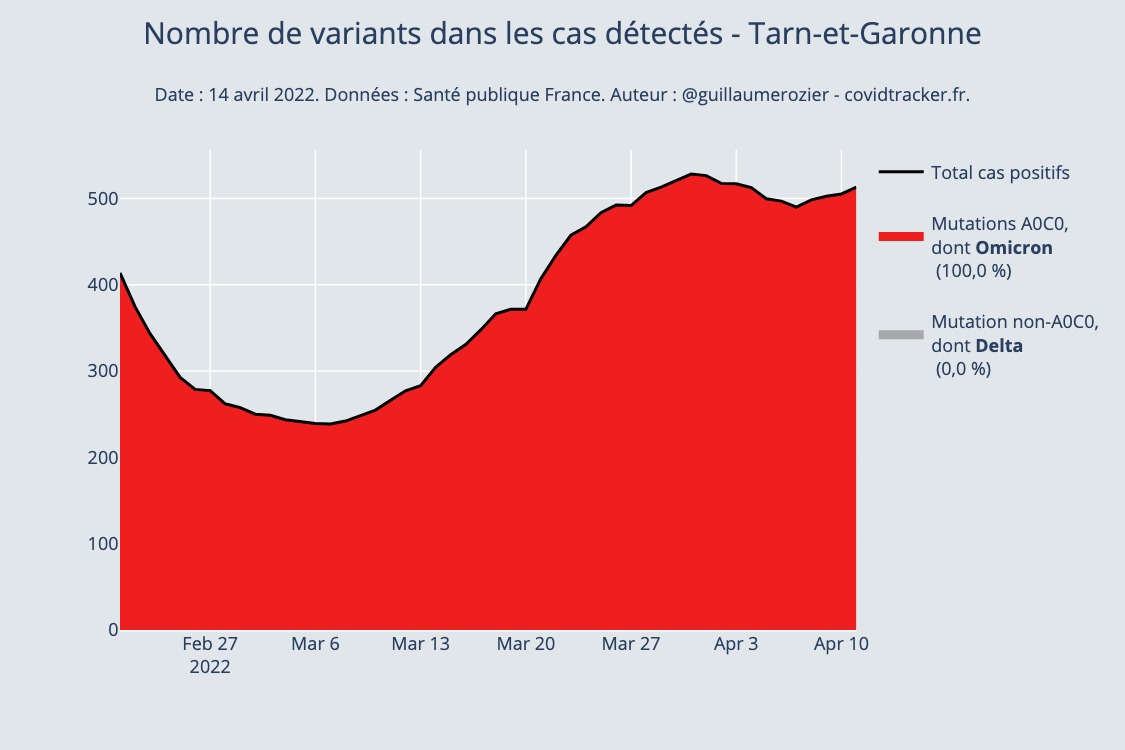 Nombre de variants dans les cas détectés - Tarn-et-Garonne
Date : 14 avril 2022. Données : Santé publique France. Auteur : @guillaumerozier - covidtracker.fr.
500
400
300
200
100
0
Feb 27
2022
Mar 6
Mar 13
Mar 20
Mar 27
Apr 3
Apr 10
Total cas positifs
Mutations A0C0,
dont Omicron
(100,0 %)
Mutation non-A0C0,
dont Delta
(0,0 %)